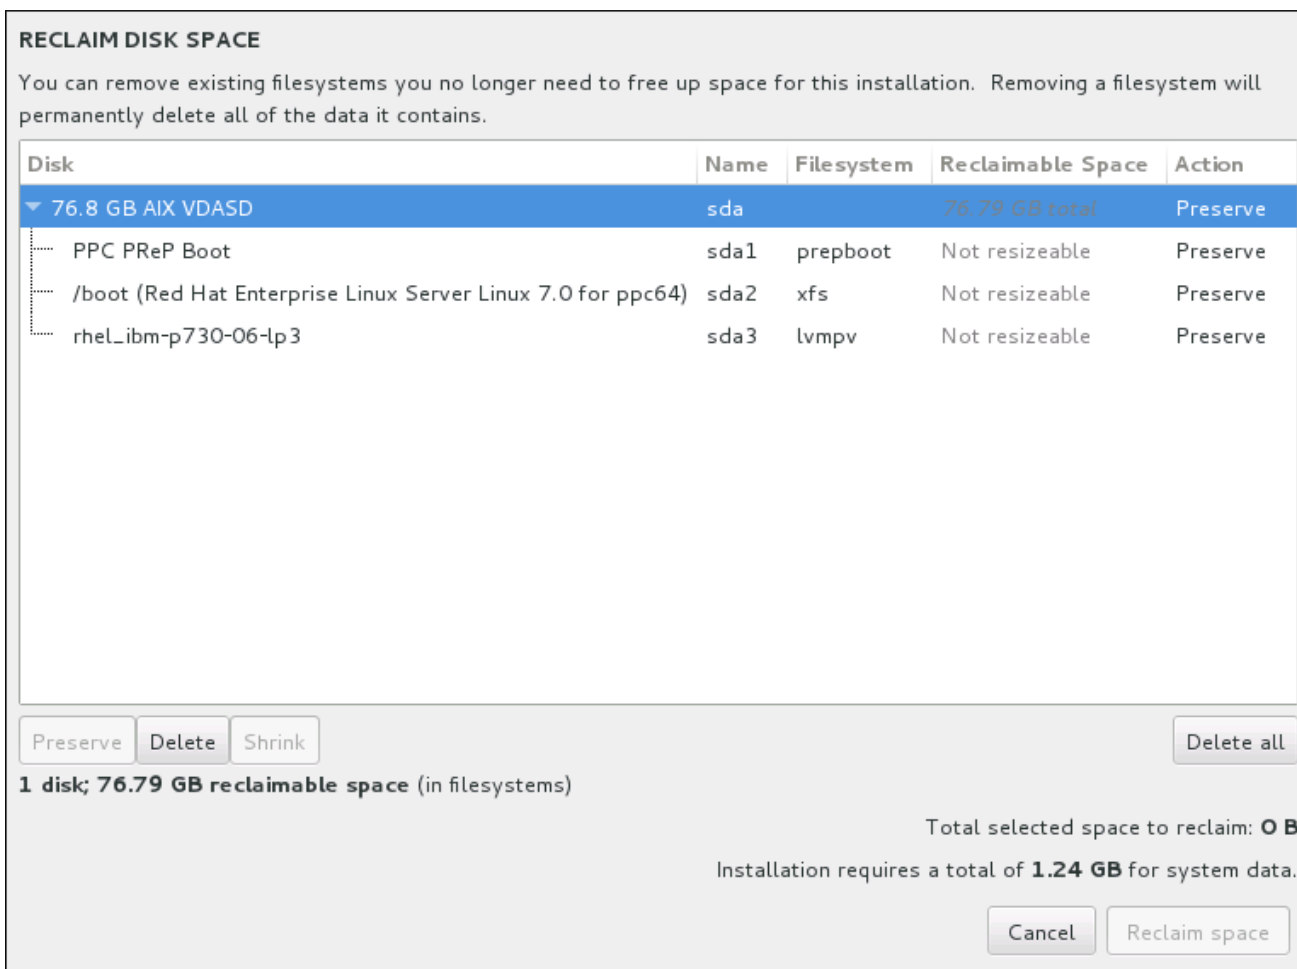 RECLAIM DISK SPACE
You can remove existing filesystems you no longer need to free up space for this installation.  Removing a filesystem will
permanently delete all of the data it contains.
Disk Name Filesystem Reclaimable Space Action
76.8 GB AIX VDASD sda 76.79 GB total Preserve
PPC PReP Boot sda1 prepboot Not resizeable Preserve
/boot (Red Hat Enterprise Linux Server Linux 7.0 for ppc64) sda2 xfs Not resizeable Preserve
rhel_ibm-p730-06-lp3 sda3 lvmpv Not resizeable Preserve
Preserve Delete Shrink Delete all
1 disk; 76.79 GB reclaimable space (in filesystems)
Total selected space to reclaim: 0 B
Installation requires a total of 1.24 GB for system data.
Cancel Reclaim space